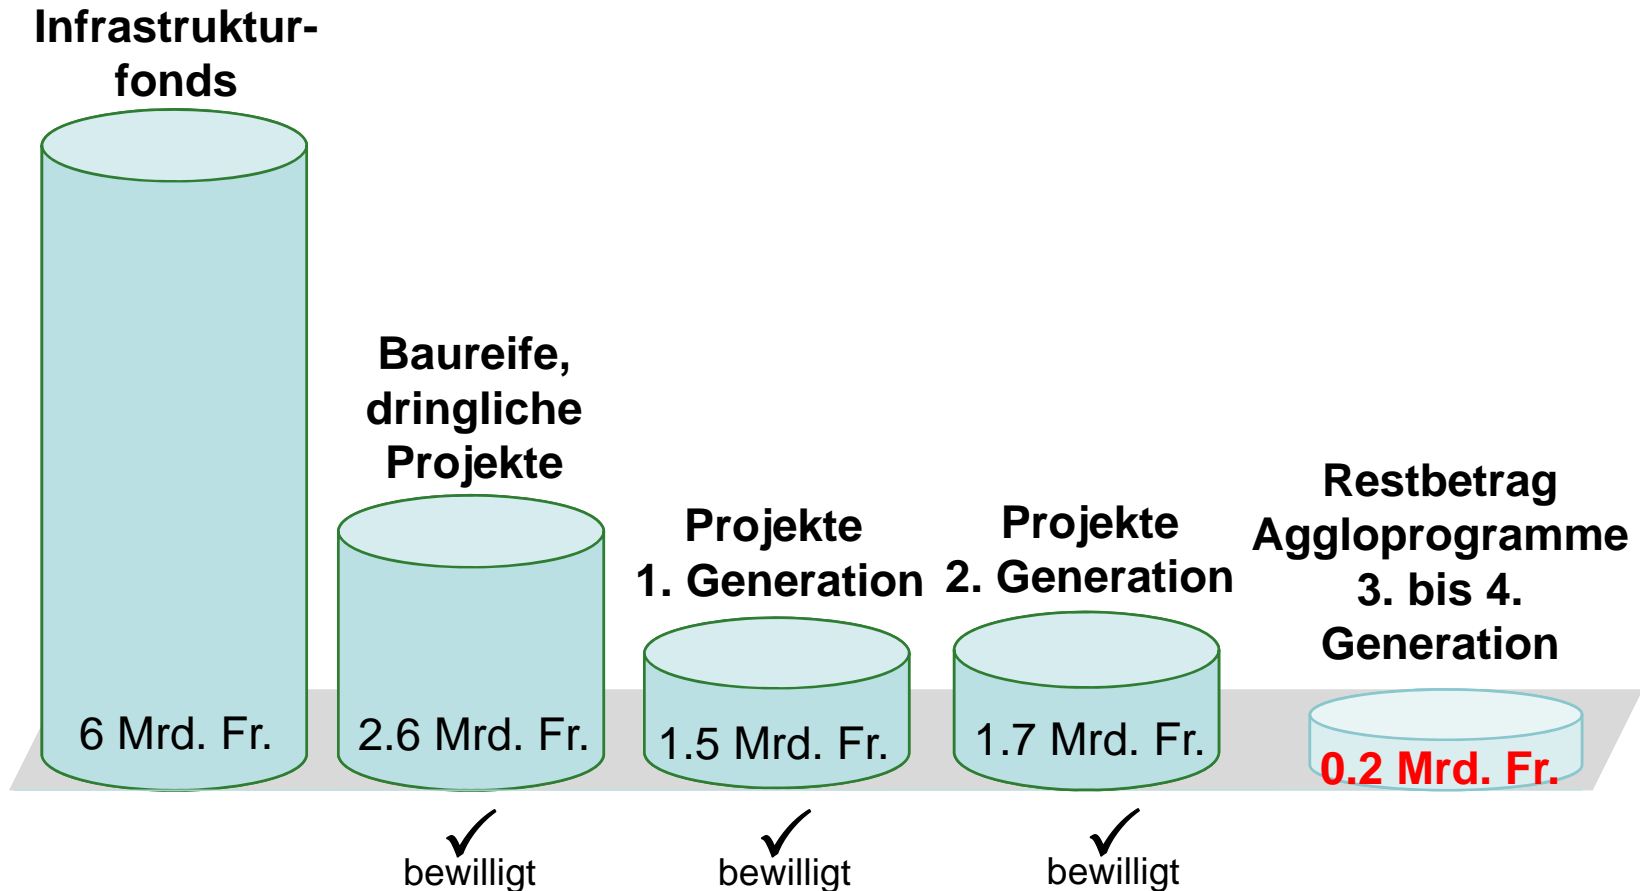 Infrastruktur-
fonds
6 Mrd. Fr.
Baureife,
dringliche
Projekte
2.6 Mrd. Fr.
✓
bewilligt
Projekte
1. Generation
1.5 Mrd. Fr.
✓
bewilligt
Projekte
2. Generation
1.7 Mrd. Fr.
✓
bewilligt
Restbetrag
Aggloprogramme
3. bis 4.
Generation
0.2 Mrd. Fr.